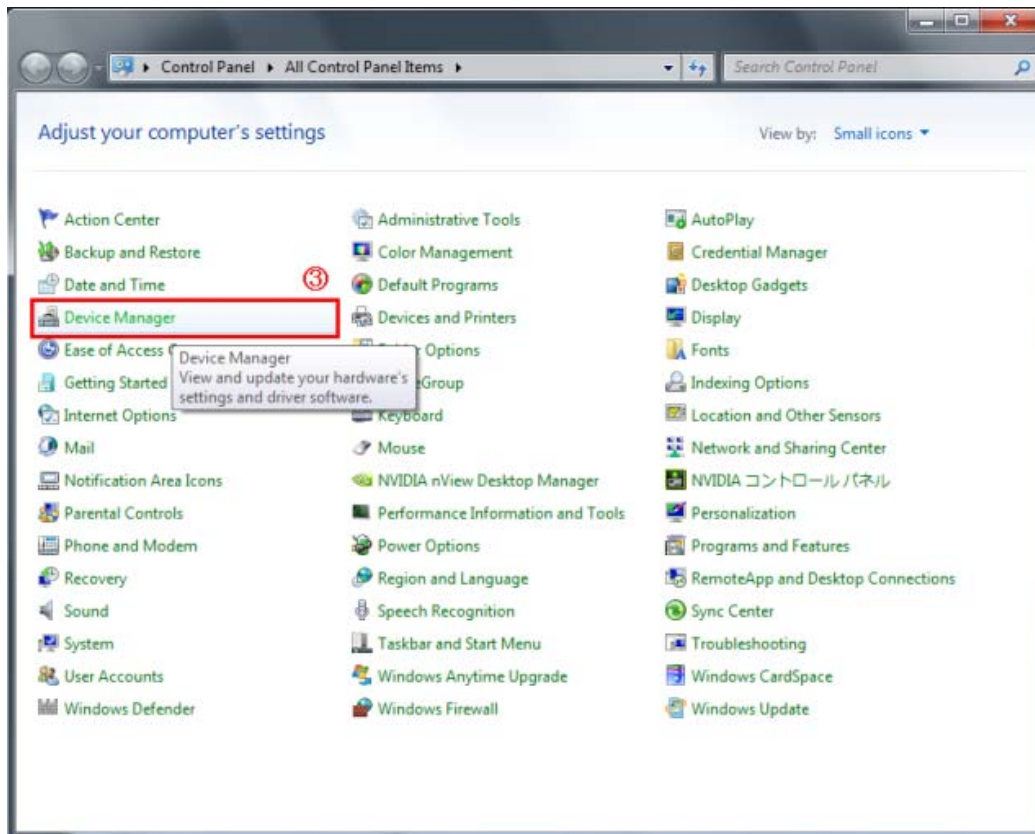 Control Panel ▸ All Control Panel Items ▸
Search Control Panel
Adjust your computer's settings
View by: Small icons
Action Center
Administrative Tools
AutoPlay
Backup and Restore
Color Management
Credential Manager
Date and Time
③
Default Programs
Desktop Gadgets
Device Manager
Devices and Printers
Display
Ease of Access
Options
Fonts
Device Manager
View and update your hardware's
settings and driver software.
Getting Started
Group
Indexing Options
Internet Options
Keyboard
Location and Other Sensors
Mail
Mouse
Network and Sharing Center
Notification Area Icons
NVIDIA nView Desktop Manager
NVIDIA コントロール パネル
Parental Controls
Performance Information and Tools
Personalization
Phone and Modem
Power Options
Programs and Features
Recovery
Region and Language
RemoteApp and Desktop Connections
Sound
Speech Recognition
Sync Center
System
Taskbar and Start Menu
Troubleshooting
User Accounts
Windows Anytime Upgrade
Windows CardSpace
Windows Defender
Windows Firewall
Windows Update